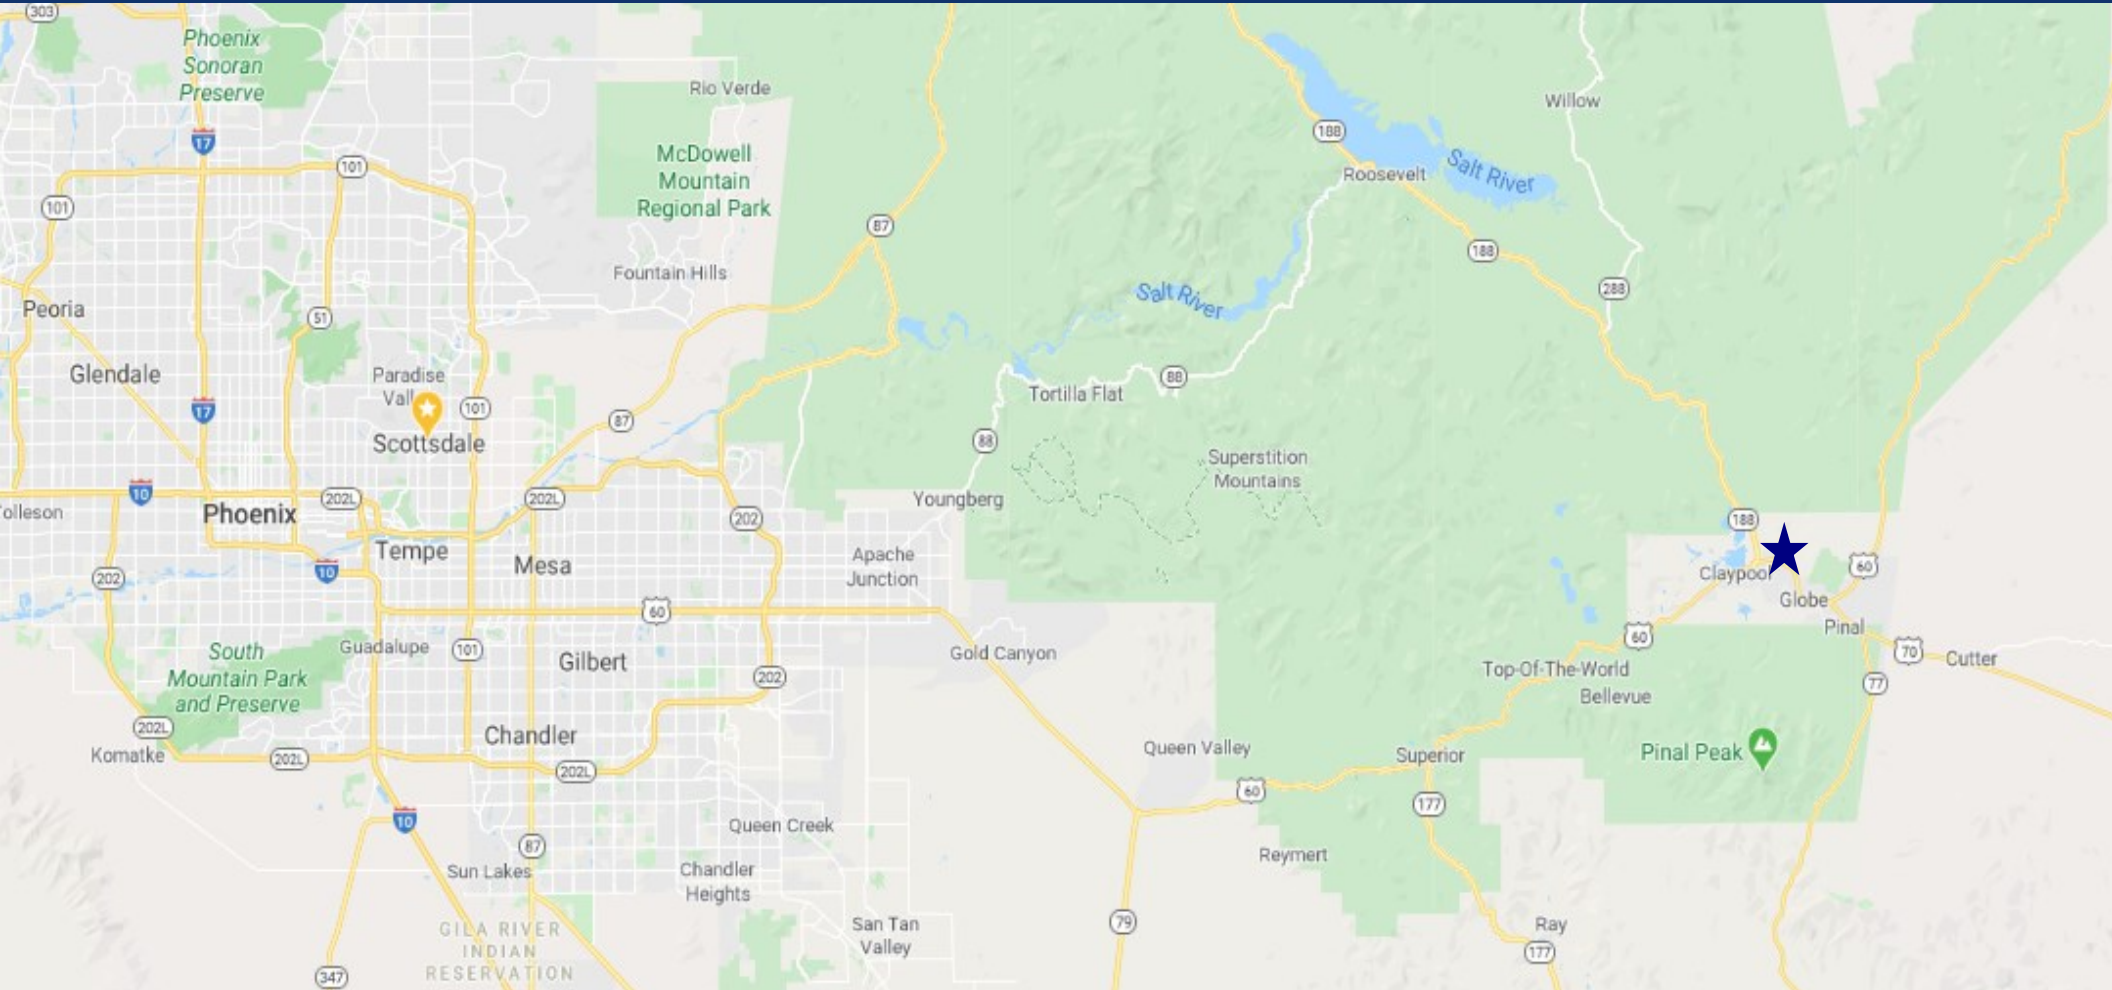 303
Phoenix
Sonoran
Preserve
17
Rio Verde
Willow
188
McDowell
Mountain
Regional Park
101
Salt River
Roosevelt
101
87
188
Fountain Hills
288
Salt River
Peoria
51
Glendale
Paradise
Vall
88
Tortilla Flat
17
101
87
Scottsdale
88
Superstition
Mountains
10
202L
202L
Youngberg
olleson
Phoenix
202
188
Tempe
Mesa
Apache
Junction
10
202
Claypool
60
Globe
60
Pinal
60
South
Mountain Park
and Preserve
Guadalupe
101
Gilbert
Gold Canyon
70
Cutter
Top-Of-The-World
202
77
Bellevue
202L
Chandler
Komatke
202L
202L
Queen Valley
Superior
Pinal Peak
60
177
10
Queen Creek
87
Sun Lakes
Chandler
Heights
Reymert
79
San Tan
Valley
Ray
GILA RIVER
INDIAN
RESERVATION
177
347